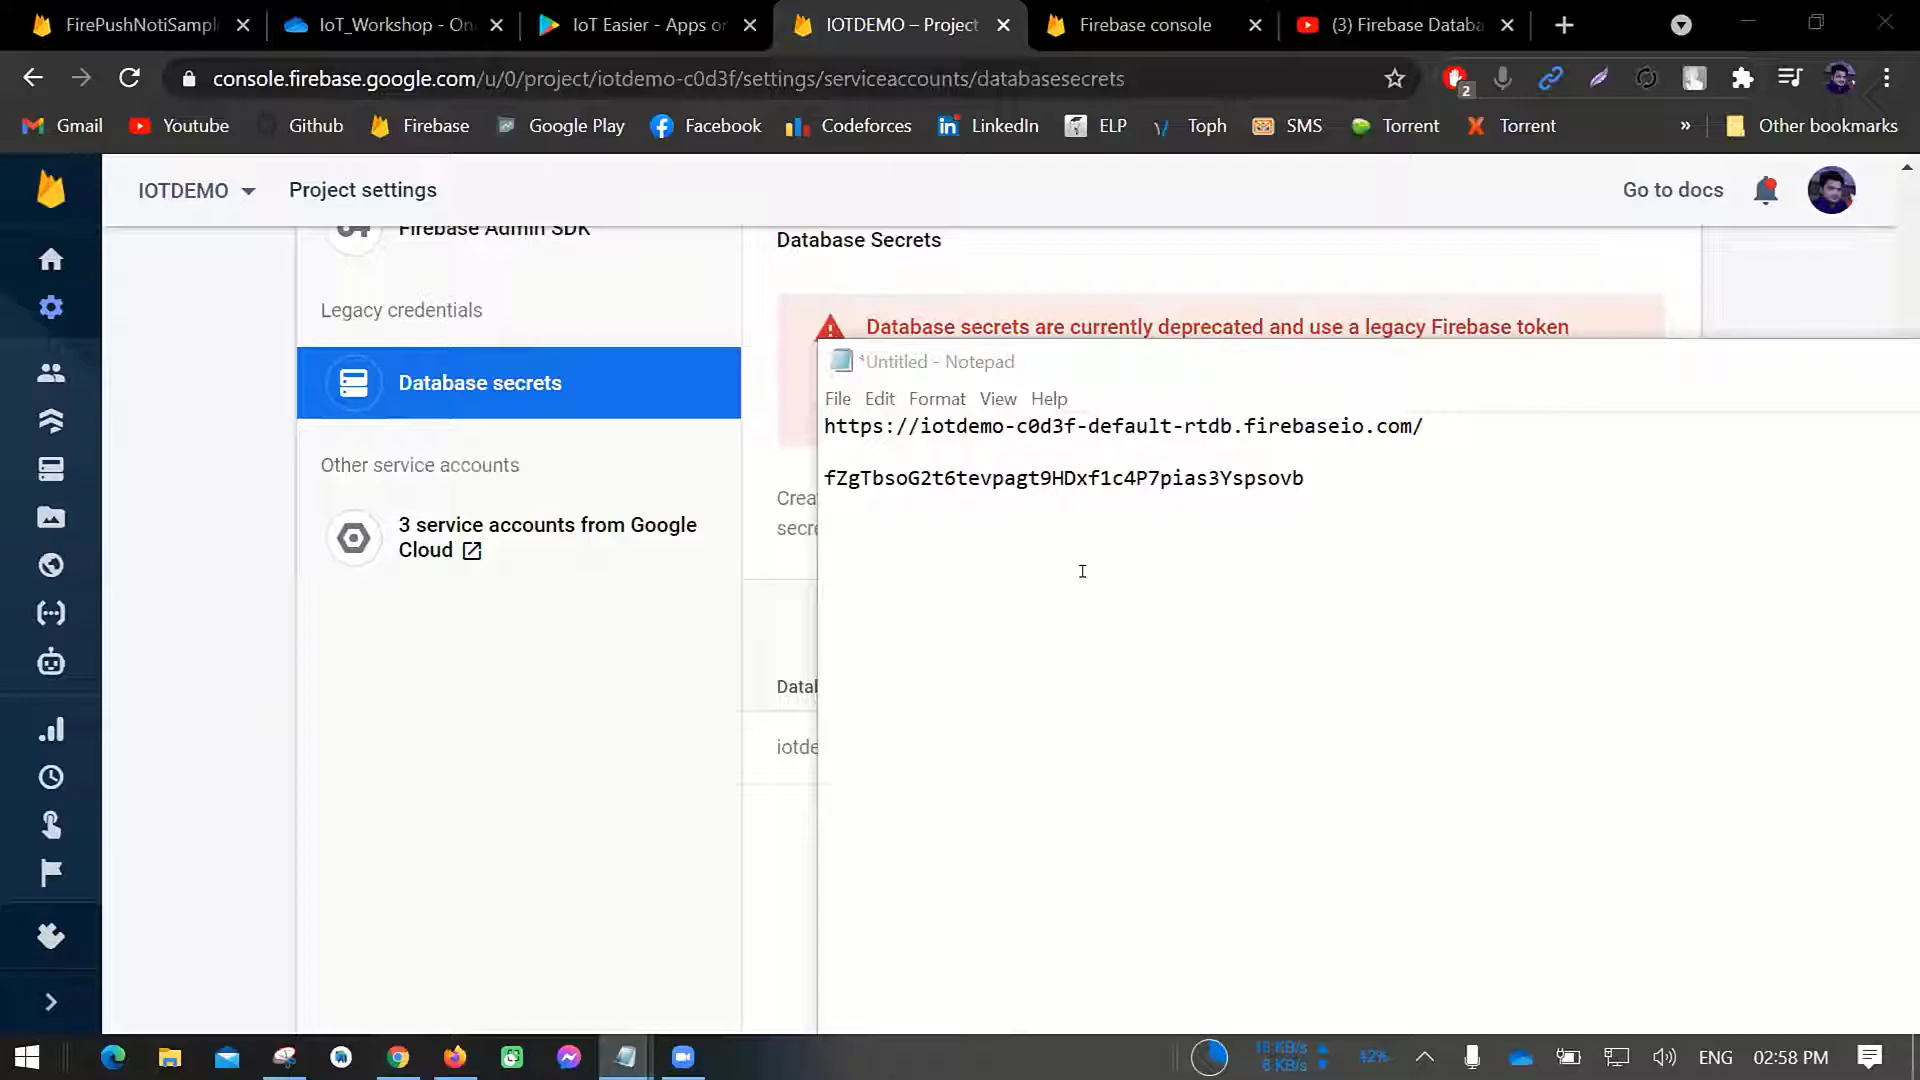 FirePushNotiSampl
IoT_Workshop - On
IoT Easier - Apps or
IOTDEMO – Project
Firebase console
(3) Firebase Databa
console.firebase.google.com/u/0/project/iotdemo-c0d3f/settings/serviceaccounts/databasesecrets
2
Gmail
Youtube
Github
Firebase
Google Play
Facebook
Codeforces
LinkedIn
ELP
Toph
SMS
Torrent
Torrent
»
Other bookmarks
IOTDEMO
Project settings
Go to docs
Firebase Admin SDK
Database Secrets
Legacy credentials
Database secrets are currently deprecated and use a legacy Firebase token
Database secrets
*Untitled - Notepad
File Edit Format View Help
https://iotdemo-c0d3f-default-rtdb.firebaseio.com/
fZgTbsoG2t6tevpagt9HDxf1c4P7pias3Yspsovb
Other service accounts
3 service accounts from Google
Cloud
Crea
secre
Datab
iotde
ENG
02:58 PM